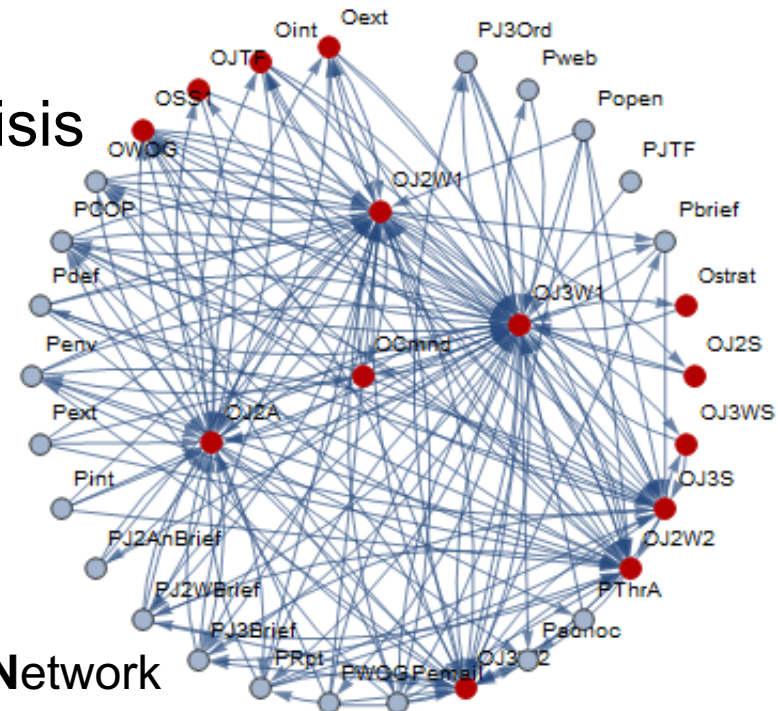 Oext
Oint
PJ3Ord
OJTF
Pweb
OSS1
Popen
isis
OWOG
PJTF
OJ2W1
PCOP
Pbrief
Pdef
Ostrat
OJ3W1
Penv
OCmnd
OJ2S
Pext
OJ2A
OJ3WS
Pint
OJ3S
PJ2AnBrief
OJ2W2
PJ2WBrief
PThrA
PJ3Brief
Padhoc
PRpt
PWOG
Pemail
Network